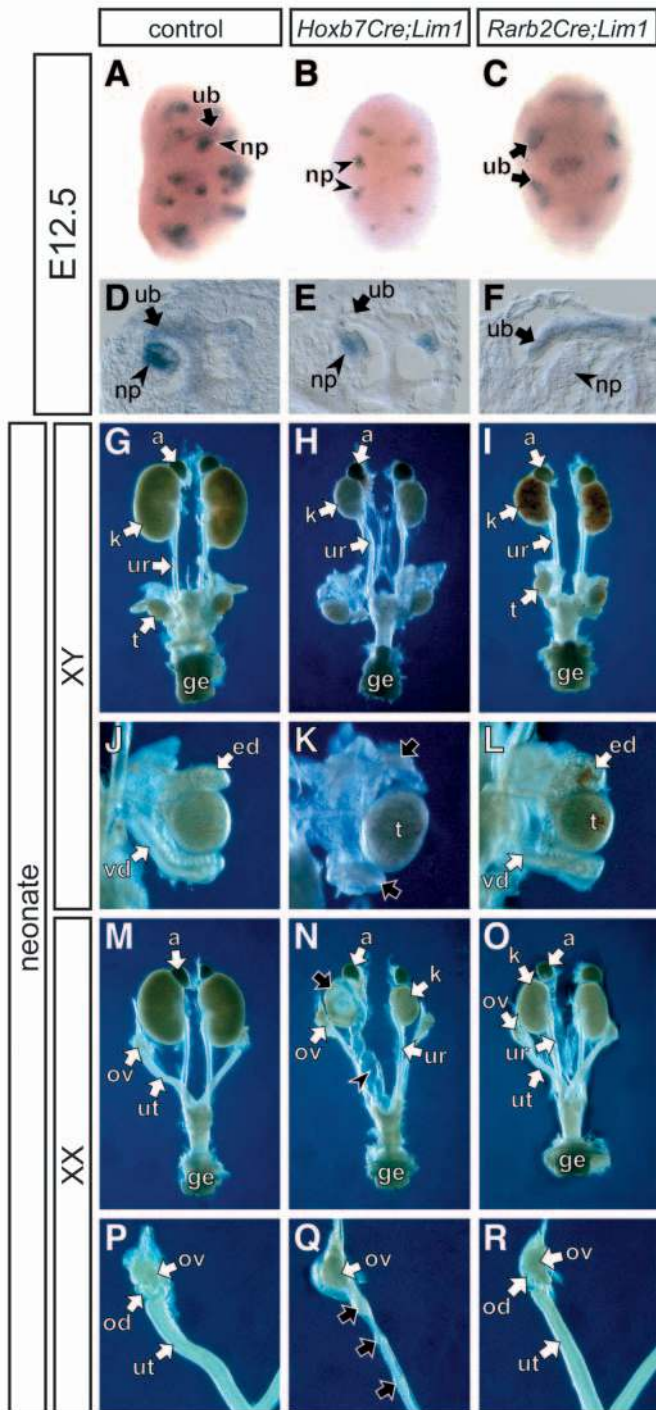 control Hoxb7Cre;Lim1 Rarb2Cre;Lim1
E12.5
A B C
ub
np
np
ub
D E F
ub ub
np np
ub
np
neonate
XY
G H I
a a a
k k k
ur ur ur
t t
ge ge ge
J K L
ed ed
t t
vd vd
XX
M N O
a a k a
k
ov ov ov
ur ur
ut ut
ge ge ge
P Q R
ov ov ov
od od
ut ut